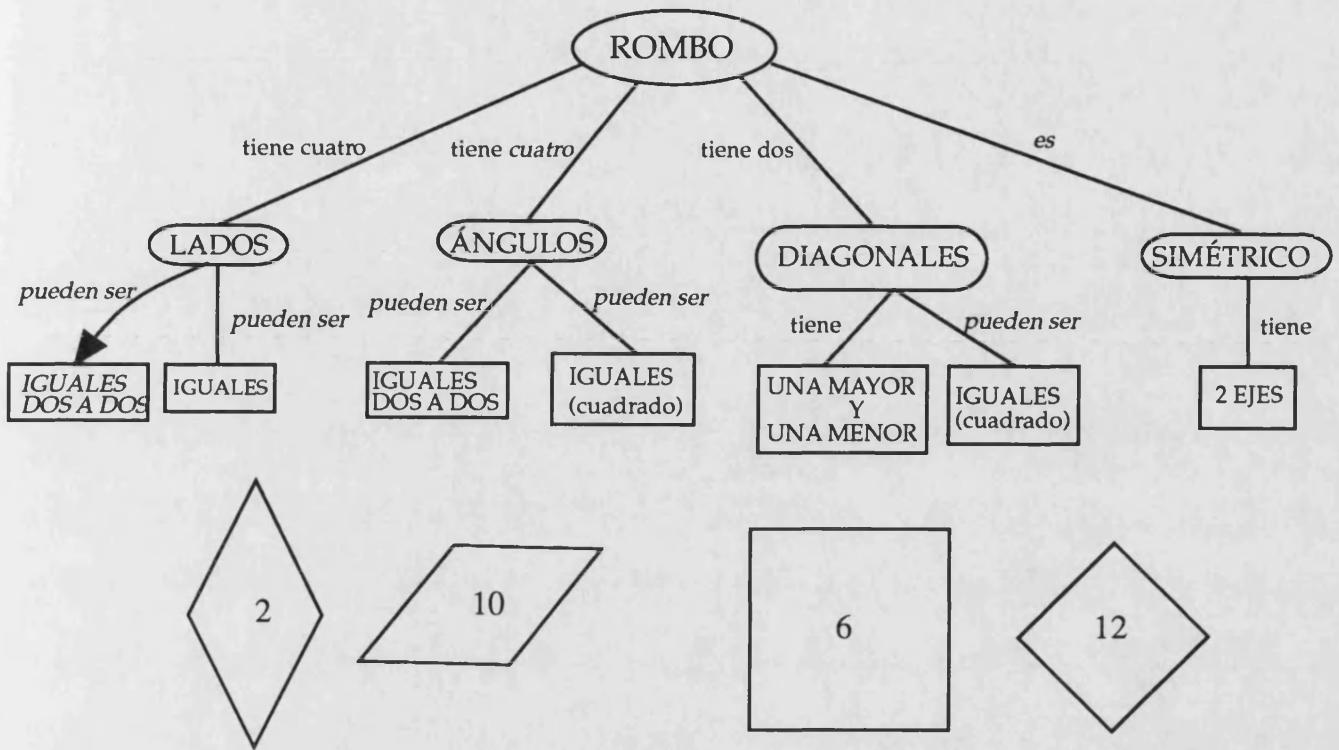 ROMBO
tiene cuatro
tiene cuatro
tiene dos
es
LADOS
ÁNGULOS
DIAGONALES
SIMÉTRICO
pueden ser
pueden ser
pueden ser
pueden ser
tiene
pueden ser
tiene
IGUALES
DOS A DOS
IGUALES
IGUALES
DOS A DOS
IGUALES
(cuadrado)
UNA MAYOR
Y
UNA MENOR
IGUALES
(cuadrado)
2 EJES
2
10
6
12